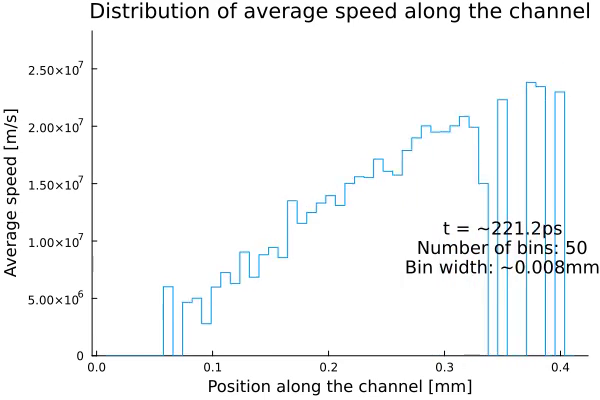 Distribution of average speed along the channel
2.50×10⁷
2.00×10⁷
1.50×10⁷
1.00×10⁷
5.00×10⁶
0
Average speed [m/s]
t = ~221.2ps
Number of bins: 50
Bin width: ~0.008mm
0.0 0.1 0.2 0.3 0.4
Position along the channel [mm]